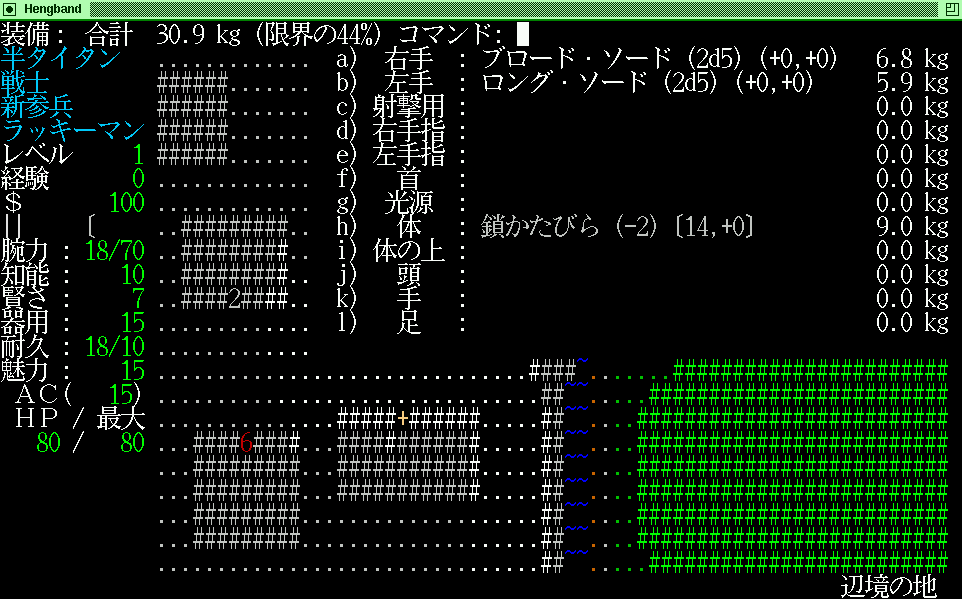 Hengband
装備: 合計 30.9 kg (限界の44%) コマンド:
半タイタン a) 右手 : ブロード・ソード (2d5) (+0,+0) 6.8 kg
戦士 b) 左手 : ロング・ソード (2d5) (+0,+0) 5.9 kg
新参兵 c) 射撃用 : 0.0 kg
ラッキーマン d) 右手指 : 0.0 kg
レベル 1 e) 左手指 : 0.0 kg
経験 0 f) 首 : 0.0 kg
$ 100 g) 光源 : 0.0 kg
[ h) 体 : 鎖かたびら (-2) [14,+0] 9.0 kg
腕力 : 18/70 i) 体の上 : 0.0 kg
知能 : 10 j) 頭 : 0.0 kg
賢さ : 7 2 k) 手 : 0.0 kg
器用 : 15 l) 足 : 0.0 kg
耐久 : 18/10
魅力 : 15
AC( 15)
HP / 最大
80 / 80 6
辺境の地